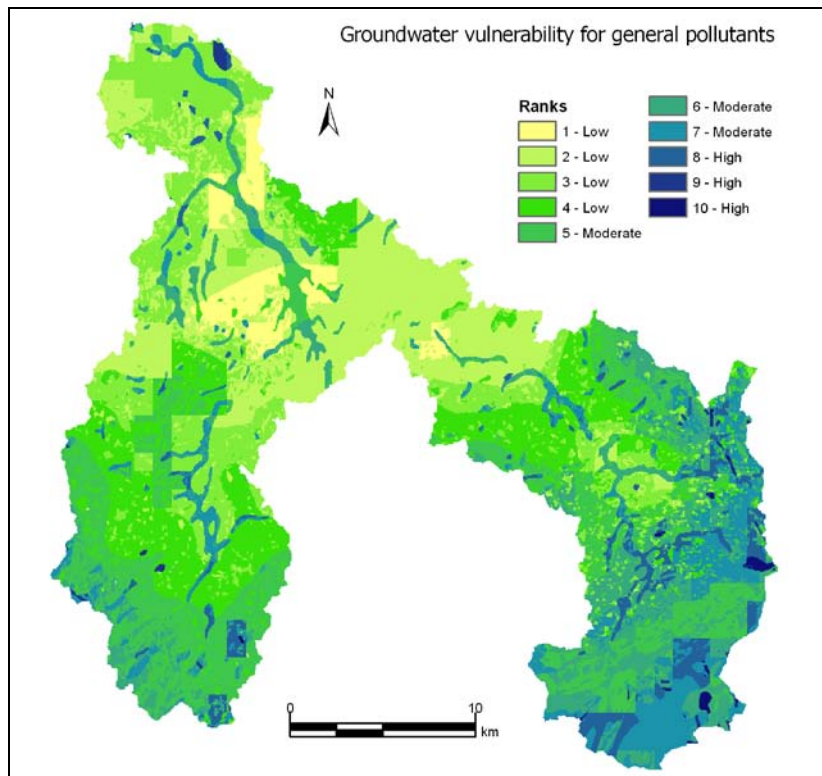 Groundwater vulnerability for general pollutants
N
Ranks
1 - Low
2 - Low
3 - Low
4 - Low
5 - Moderate
6 - Moderate
7 - Moderate
8 - High
9 - High
10 - High
0 10
km